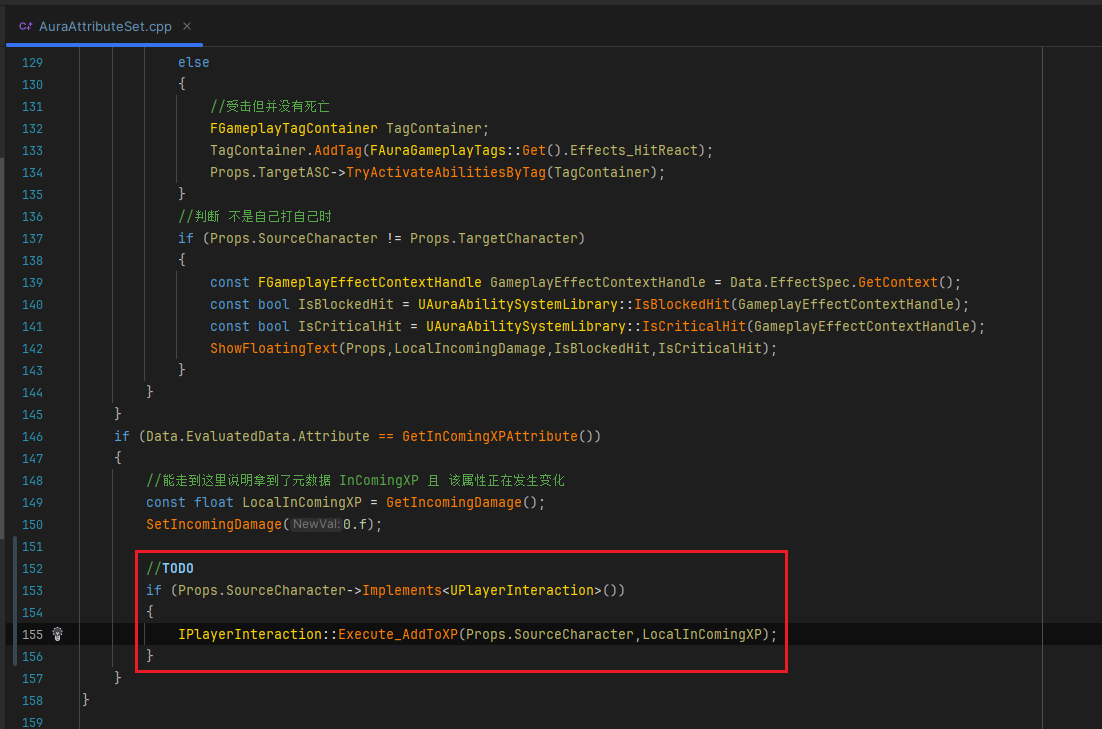 C++ AuraAttributeSet.cpp ×
129 else
130 {
131 //受击但并没有死亡
132 FGameplayTagContainer TagContainer;
133 TagContainer.AddTag(FAuraGameplayTags::Get().Effects_HitReact);
134 Props.TargetASC->TryActivateAbilitiesByTag(TagContainer);
135 }
136 //判断 不是自己打自己时
137 if (Props.SourceCharacter != Props.TargetCharacter)
138 {
139 const FGameplayEffectContextHandle GameplayEffectContextHandle = Data.EffectSpec.GetContext();
140 const bool IsBlockedHit = UAuraAbilitySystemLibrary::IsBlockedHit(GameplayEffectContextHandle);
141 const bool IsCriticalHit = UAuraAbilitySystemLibrary::IsCriticalHit(GameplayEffectContextHandle);
142 ShowFloatingText(Props,LocalIncomingDamage,IsBlockedHit,IsCriticalHit);
143 }
144 }
145 }
146 if (Data.EvaluatedData.Attribute == GetInComingXPAttribute())
147 {
148 //能走到这里说明拿到了元数据 InComingXP 且 该属性正在发生变化
149 const float LocalInComingXP = GetIncomingDamage();
150 SetIncomingDamage(NewVal:0.f);
151
152 //TODO
153 if (Props.SourceCharacter->Implements<UPlayerInteraction>())
154 {
155 IPlayerInteraction::Execute_AddToXP(Props.SourceCharacter,LocalInComingXP);
156 }
157 }
158 }
159